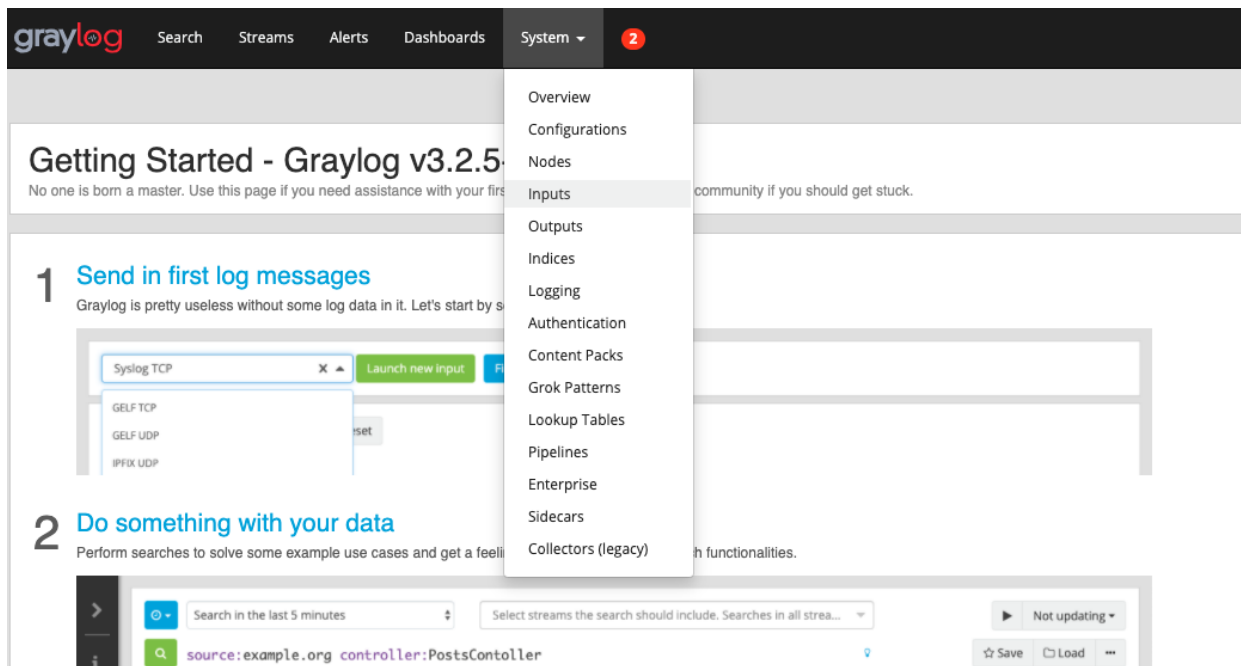 graylog Search Streams Alerts Dashboards System 2
Overview
Configurations
Getting Started - Graylog v3.2.5 Nodes
No one is born a master. Use this page if you need assistance with your community if you should get stuck.
Inputs
Outputs
Indices
1 Send in first log messages
Logging
Graylog is pretty useless without some log data in it. Let's start by
Authentication
Content Packs
Syslog TCP X Launch new input
Grok Patterns
GELF TCP
Lookup Tables
GELF UDP
Pipelines
IPFIX UDP
Enterprise
Sidecars
2 Do something with your data
Collectors (legacy)
Perform searches to solve some example use cases and get a functionalities.
Search in the last 5 minutes Select streams the search should include. Searches in all strea... Not updating
source:example.org controller:PostsContoller Save Load ...